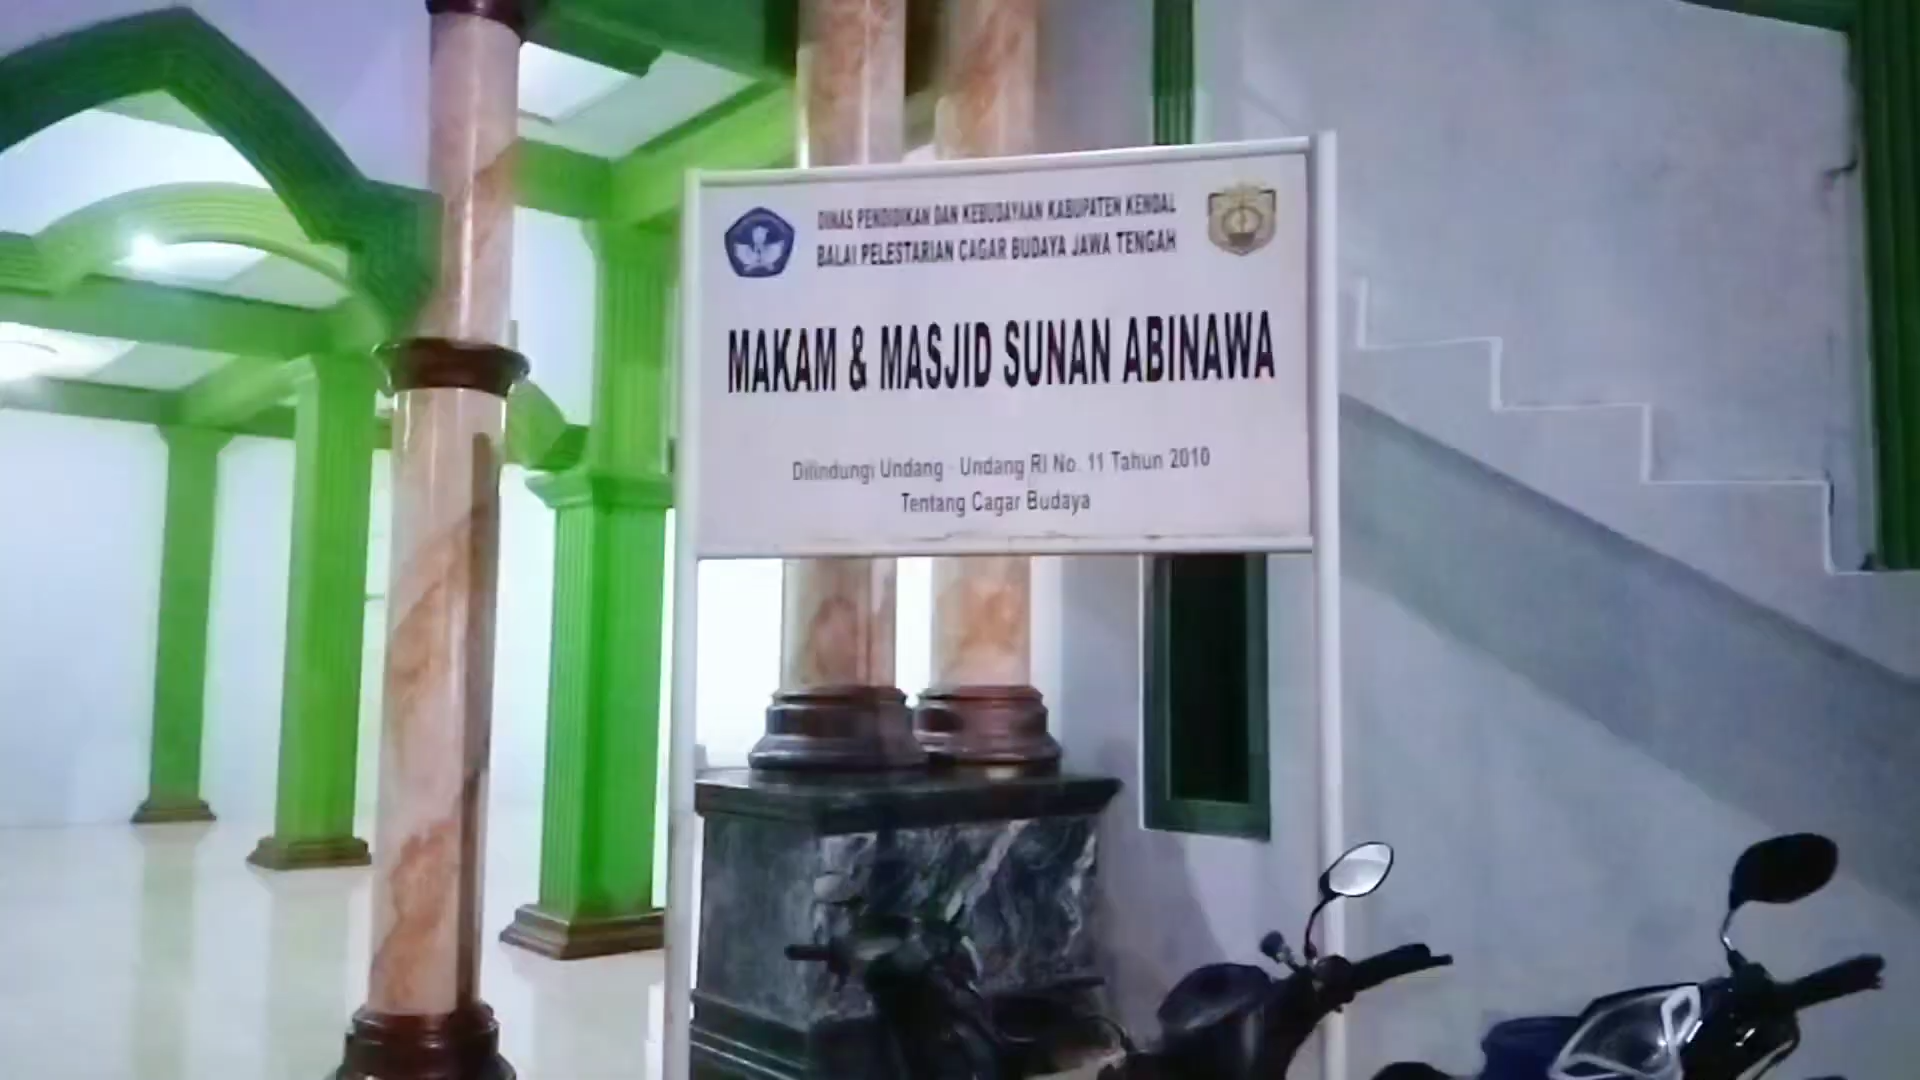 DINAS PENDIDIKAN DAN KEBUDAYAAN KABUPATEN KENDAL
BALAI PELESTARIAN CAGAR BUDAYA JAWA TENGAH
MAKAM & MASJID SUNAN ABINAWA
Dilindungi Undang - Undang RI No. 11 Tahun 2010
Tentang Cagar Budaya